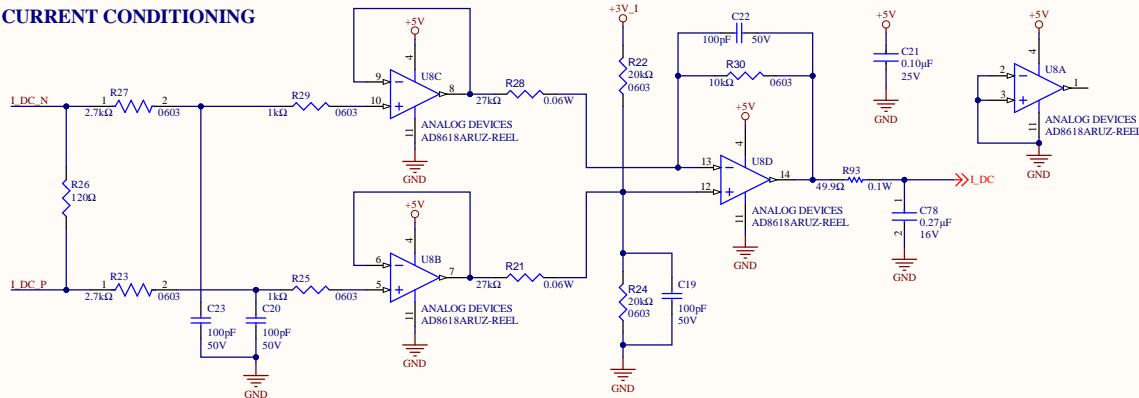 CURRENT CONDITIONING
I_DC_N
1
R27
2
2.7kΩ
0603
R26
120Ω
I_DC_P
1
R23
2
2.7kΩ
0603
C23
100pF
50V
C20
100pF
50V
GND
R29
1kΩ
0603
R25
1kΩ
0603
+5V
4
U8C
9
10
8
11
ANALOG DEVICES
AD8618ARUZ-REEL
GND
+5V
4
U8B
6
5
7
11
ANALOG DEVICES
AD8618ARUZ-REEL
GND
R28
27kΩ
0.06W
R21
27kΩ
0.06W
+3V_I
R22
20kΩ
0603
R24
20kΩ
0603
C19
100pF
50V
GND
C22
100pF
50V
R30
10kΩ
0603
+5V
4
U8D
13
12
14
11
ANALOG DEVICES
AD8618ARUZ-REEL
GND
R93
49.9Ω
0.1W
I_DC
1
C78
0.27µF
2
16V
GND
+5V
C21
0.10µF
25V
GND
+5V
4
U8A
2
3
1
11
ANALOG DEVICES
AD8618ARUZ-REEL
GND